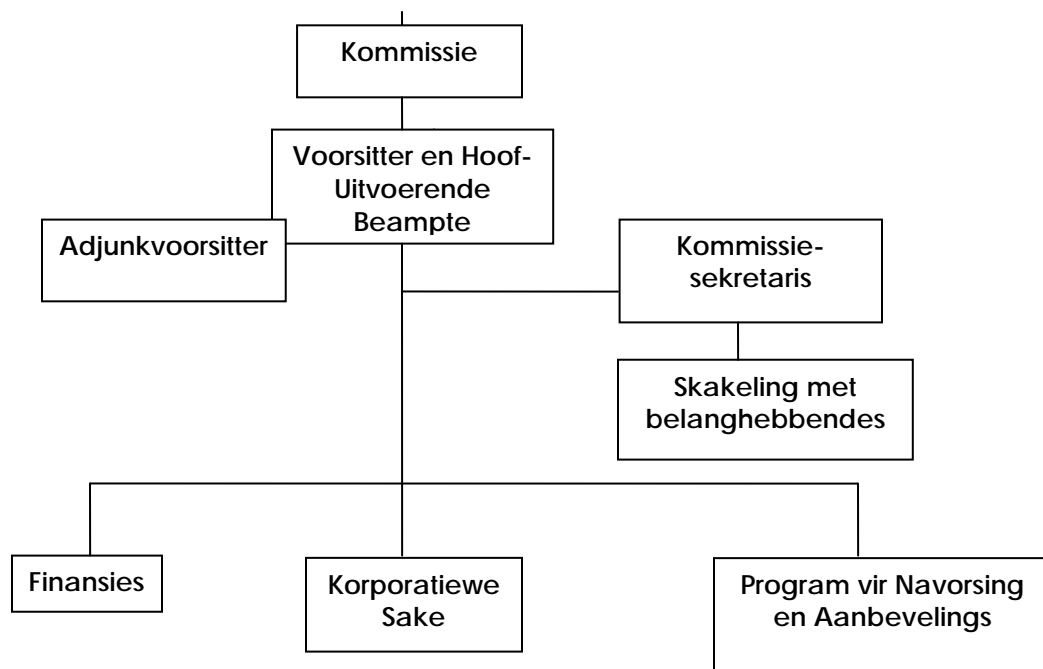 Kommissie
Voorsitter en Hoof-
Uitvoerende
Beampte
Adjunkvoorsitter
Kommissie-
sekretaris
Skakeling met
belanghebbendes
Finansies
Korporatiewe
Sake
Program vir Navorsing
en Aanbevelings